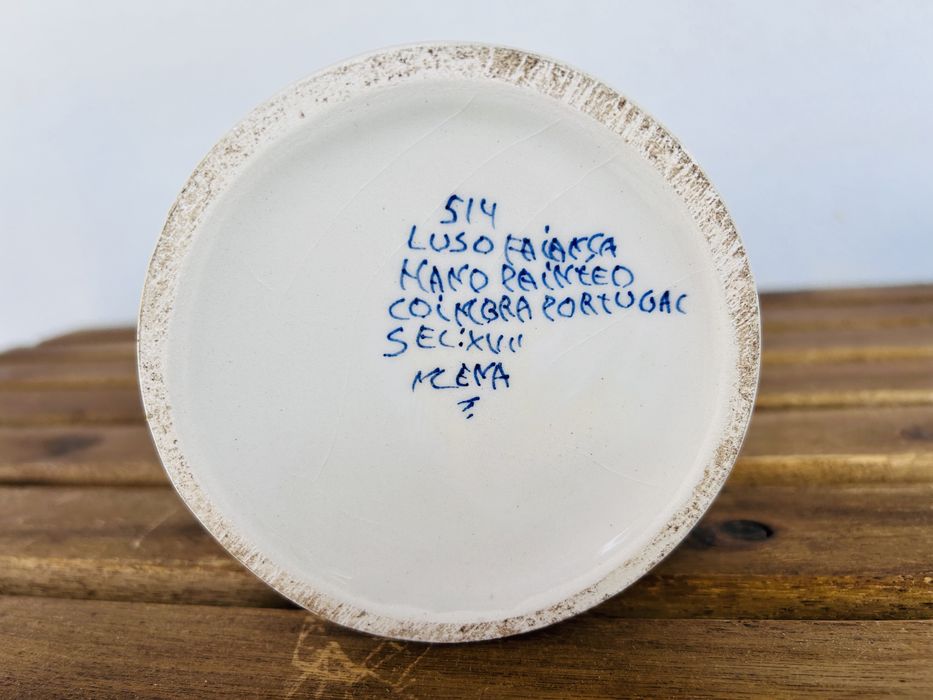 514
LUSO FAiANÇA
HAND PAiNTED
COiMBRA PORTUGAL
SEC:XVII